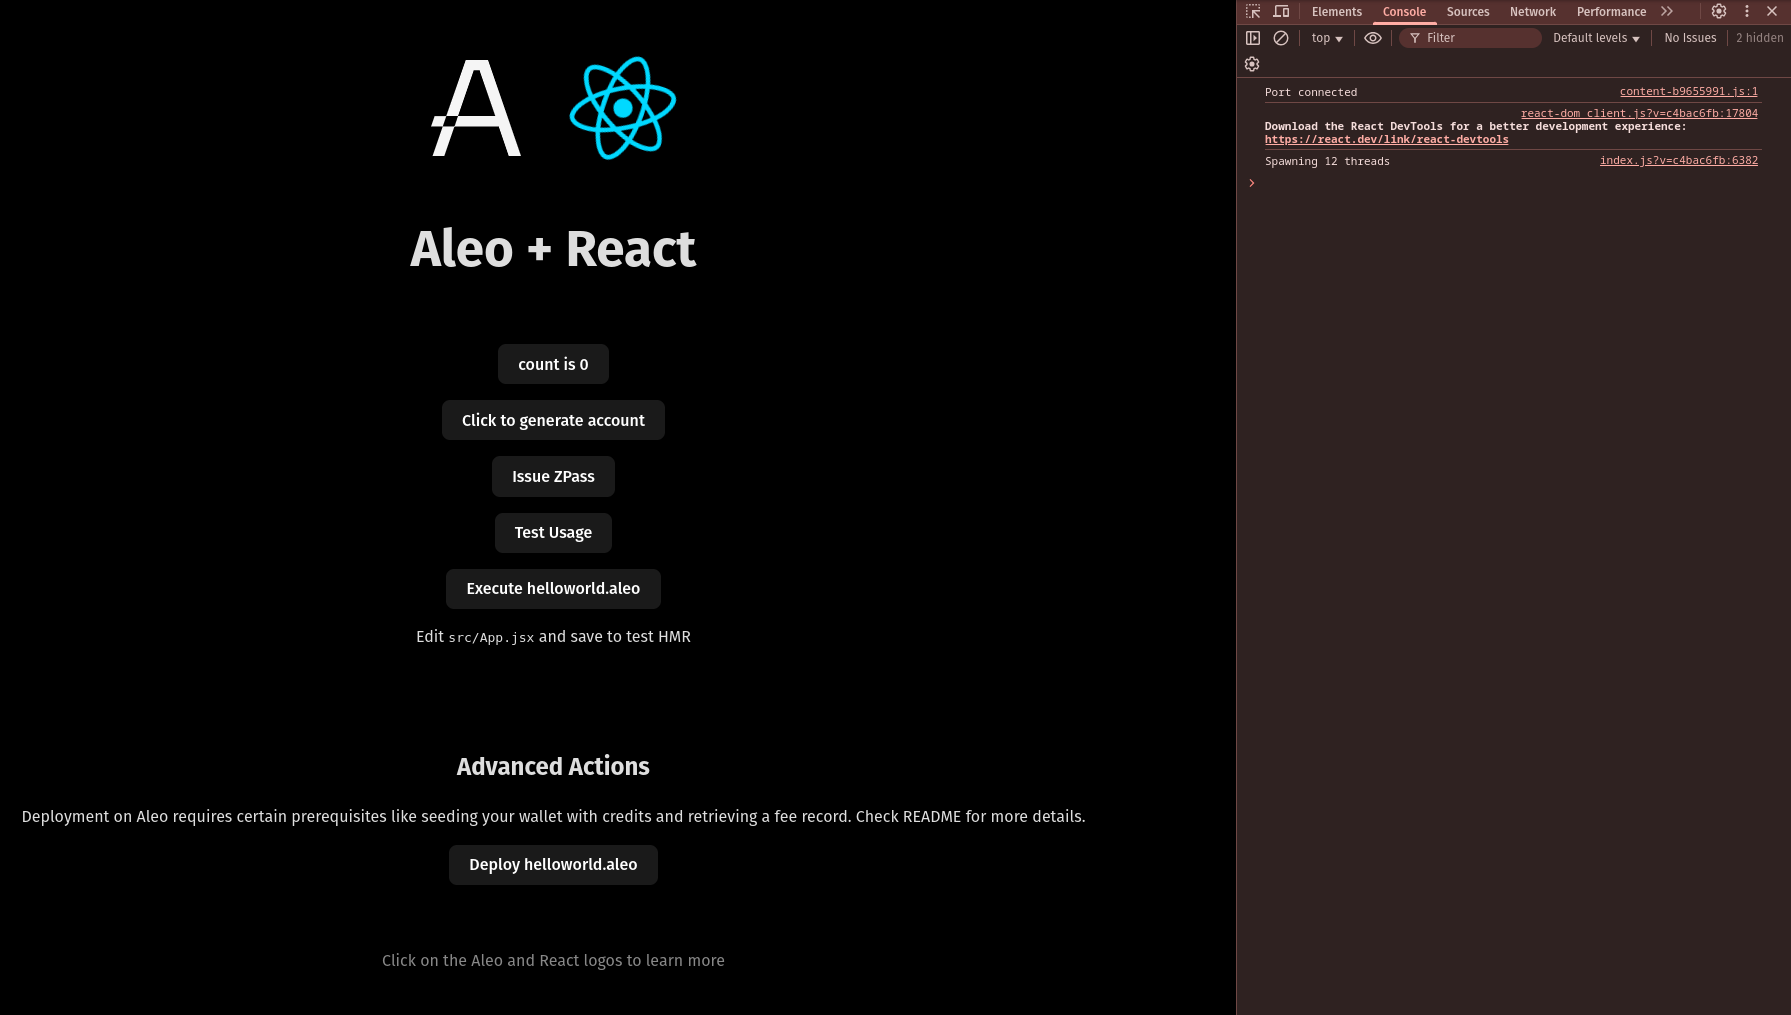 Aleo + React
count is 0
Click to generate account
Issue ZPass
Test Usage
Execute helloworld.aleo
Edit src/App.jsx and save to test HMR
Advanced Actions
Deployment on Aleo requires certain prerequisites like seeding your wallet with credits and retrieving a fee record. Check README for more details.
Deploy helloworld.aleo
Click on the Aleo and React logos to learn more
Elements Console Sources Network Performance
top Filter Default levels No Issues 2 hidden
Port connected content-b9655991.js:1
react-dom_client.js?v=c4bac6fb:17804
Download the React DevTools for a better development experience:
https://react.dev/link/react-devtools
Spawning 12 threads index.js?v=c4bac6fb:6382